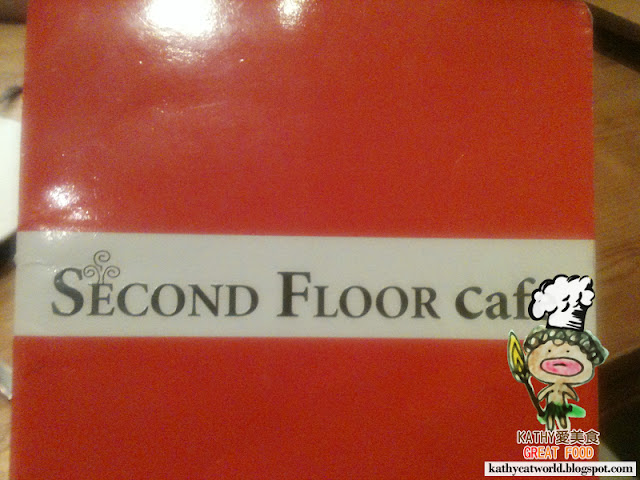 SECOND FLOOR caf
KATHY愛美食
GREAT FOOD
kathyeatworld.blogspot.com